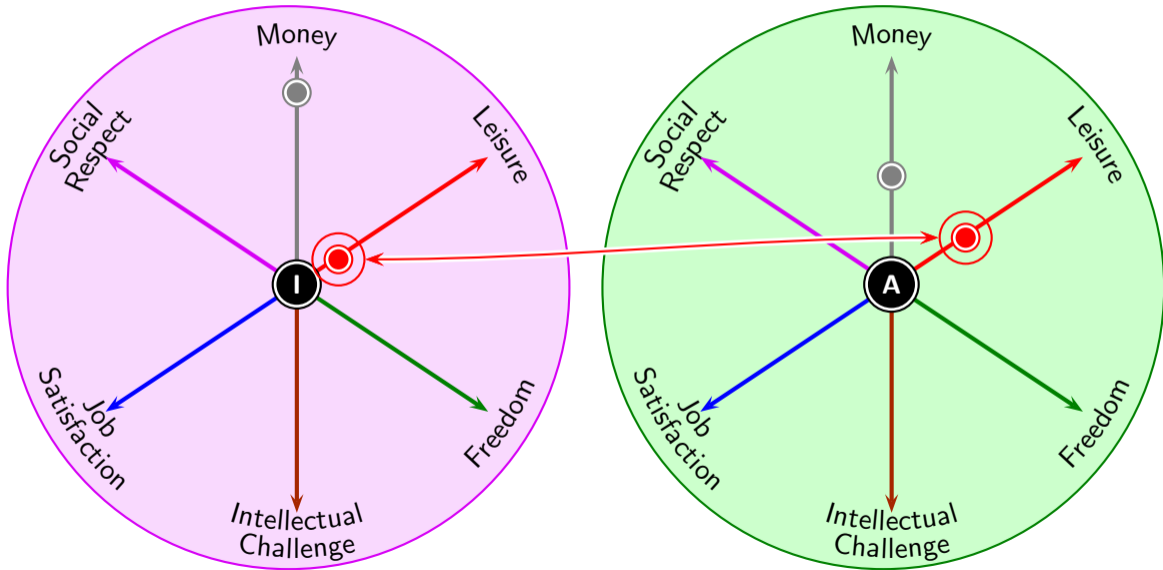 Money
Social
Respect
Leisure
I
Job
Satisfaction
Freedom
Intellectual
Challenge
Money
Social
Respect
Leisure
A
Job
Satisfaction
Freedom
Intellectual
Challenge